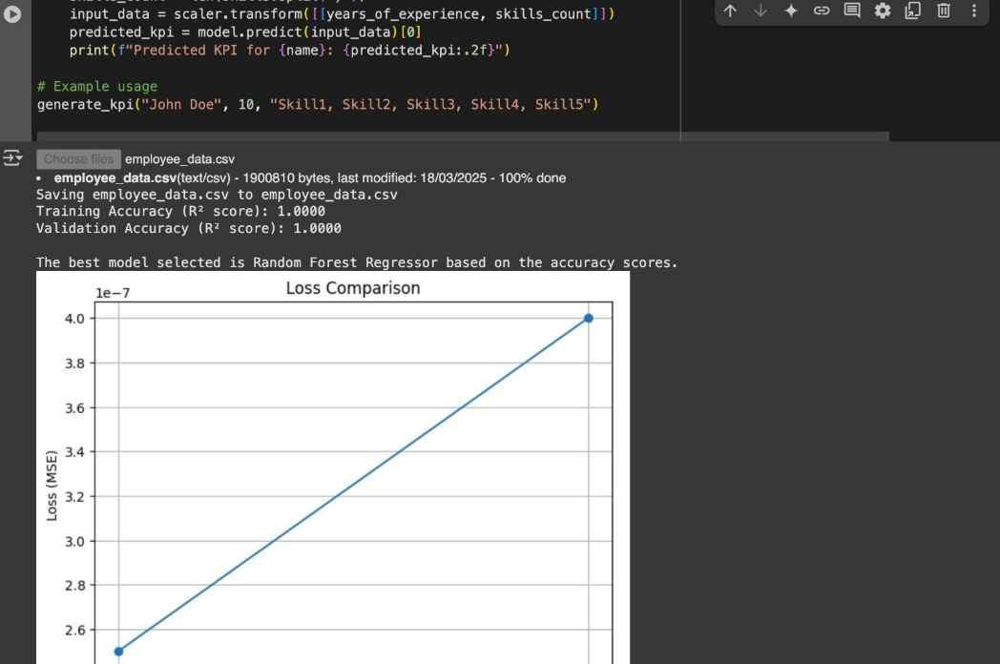 input_data = scaler.transform([[years_of_experience, skills_count]])
predicted_kpi = model.predict(input_data)[0]
print(f"Predicted KPI for {name}: {predicted_kpi:.2f}")
# Example usage
generate_kpi("John Doe", 10, "Skill1, Skill2, Skill3, Skill4, Skill5")
Choose files employee_data.csv
• employee_data.csv(text/csv) - 1900810 bytes, last modified: 18/03/2025 - 100% done
Saving employee_data.csv to employee_data.csv
Training Accuracy (R² score): 1.0000
Validation Accuracy (R² score): 1.0000
The best model selected is Random Forest Regressor based on the accuracy scores.
Loss Comparison
1e−7
4.0
3.8
3.6
3.4
3.2
3.0
2.8
2.6
Loss (MSE)